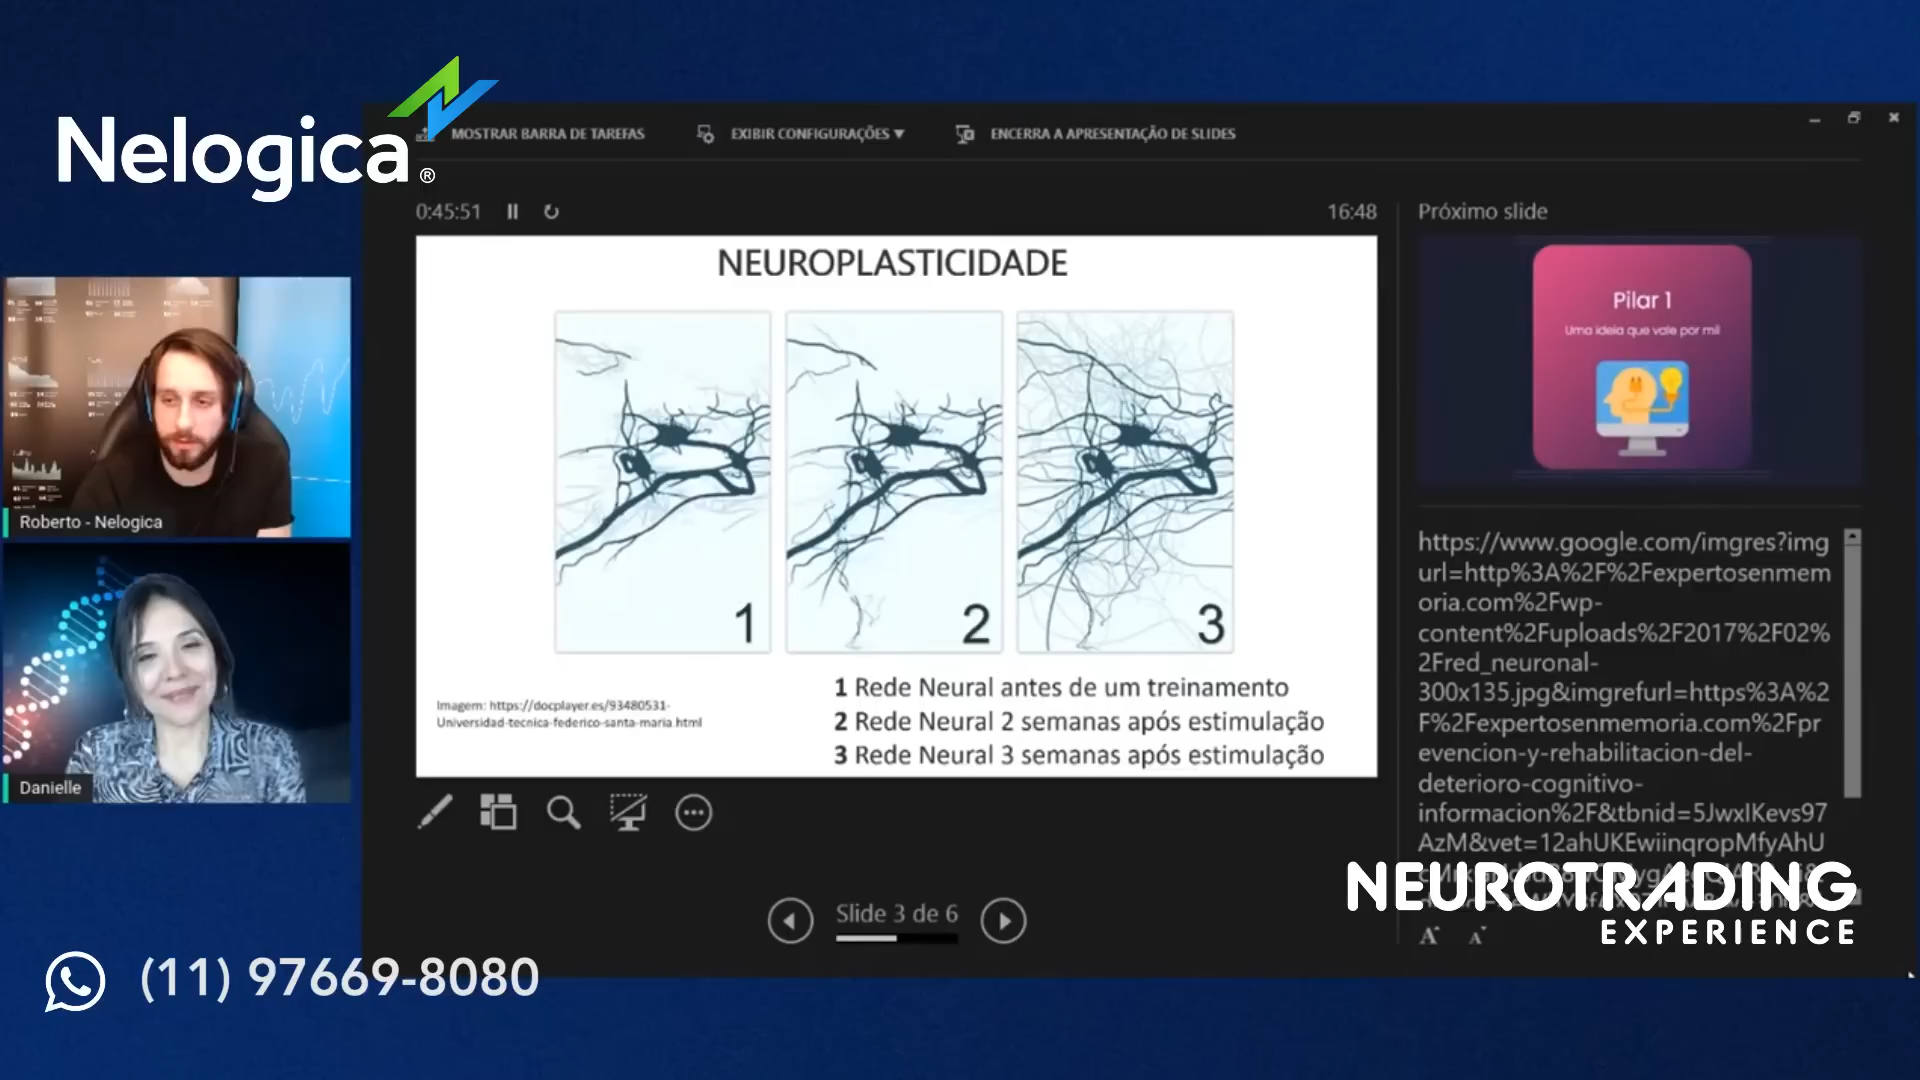 Nelogica®
MOSTRAR BARRA DE TAREFAS
EXIBIR CONFIGURAÇÕES ▼
ENCERRA A APRESENTAÇÃO DE SLIDES
0:45:51
16:48
Próximo slide
NEUROPLASTICIDADE
1
2
3
1 Rede Neural antes de um treinamento
2 Rede Neural 2 semanas após estimulação
3 Rede Neural 3 semanas após estimulação
Imagem: https://docplayer.es/93480531-
Universidad-tecnica-federico-santa-maria.html
Pilar 1
Uma ideia que vale por mil
https://www.google.com/imgres?img
url=http%3A%2F%2Fexpertosenmem
oria.com%2Fwp-
content%2Fuploads%2F2017%2F02%
2Fred_neuronal-
300x135.jpg&imgrefurl=https%3A%2
F%2Fexpertosenmemoria.com%2Fpr
evencion-y-rehabilitacion-del-
deterioro-cognitivo-
informacion%2F&tbnid=5JwxIKevs97
AzM&vet=12ahUKEwiinqropMfyAhU
Roberto - Nelogica
Danielle
Slide 3 de 6
A A
NEUROTRADING
EXPERIENCE
(11) 97669-8080